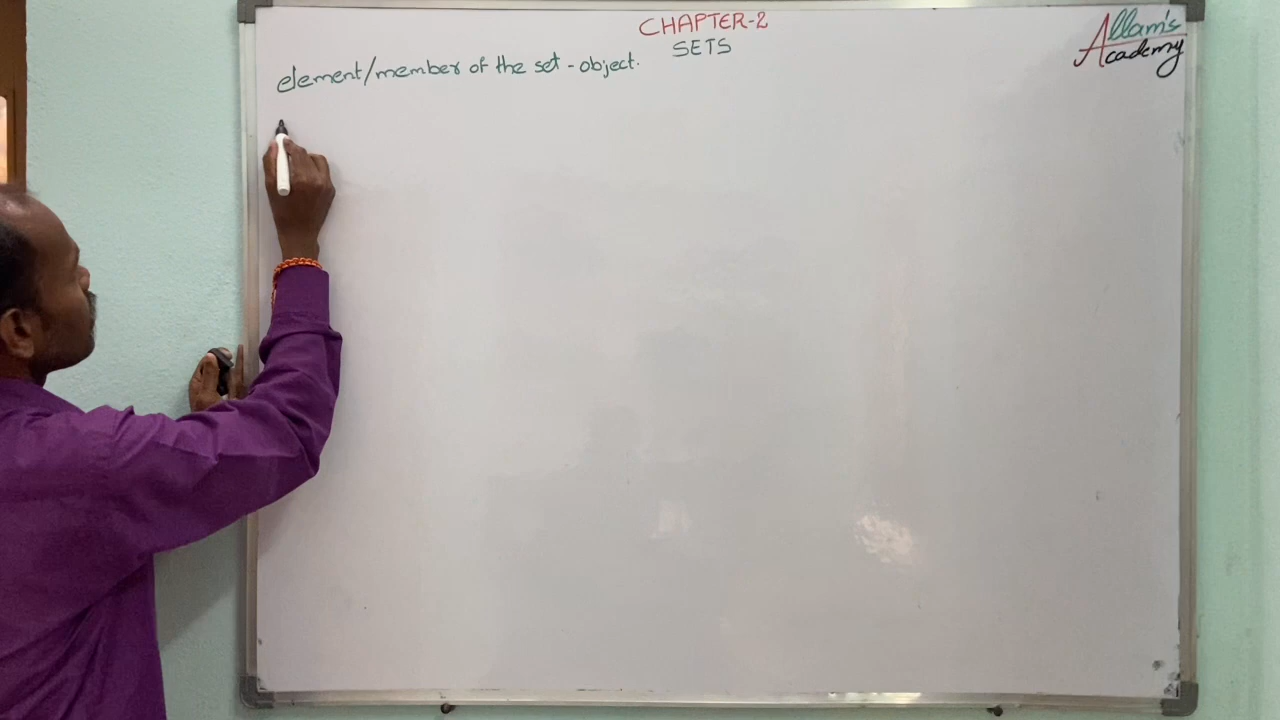 CHAPTER-2
SETS
Allam's
Academy
element/member of the set - object.